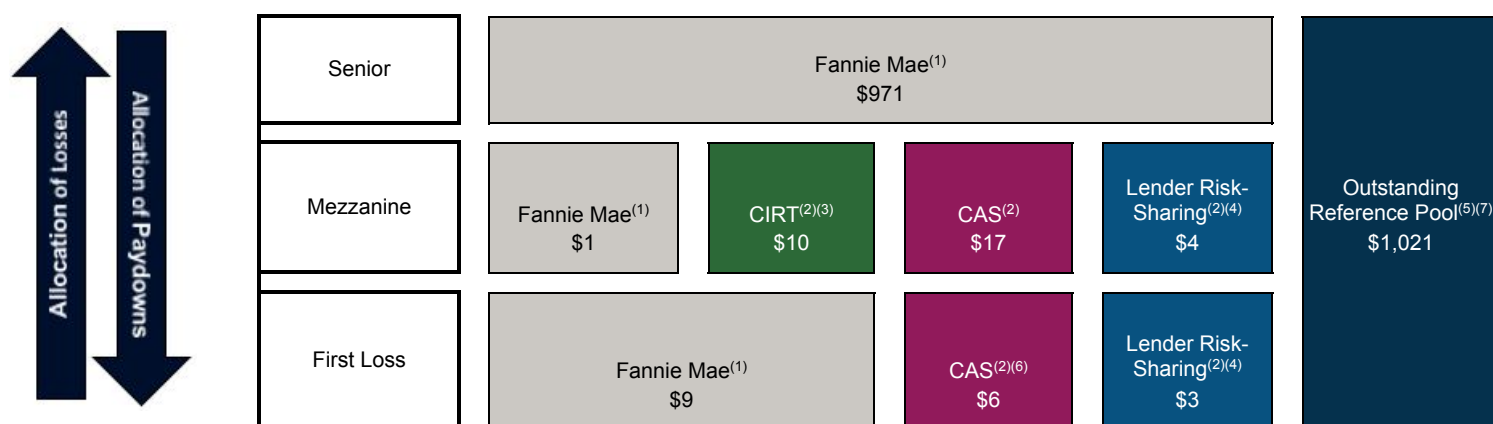 Allocation of Losses
Allocation of Paydowns
Senior
Fannie Mae(1)
$971
Mezzanine
Fannie Mae(1)
$1
CIRT(2)(3)
$10
CAS(2)
$17
Lender Risk-
Sharing(2)(4)
$4
Outstanding
Reference Pool(5)(7)
$1,021
First Loss
Fannie Mae(1)
$9
CAS(2)(6)
$6
Lender Risk-
Sharing(2)(4)
$3